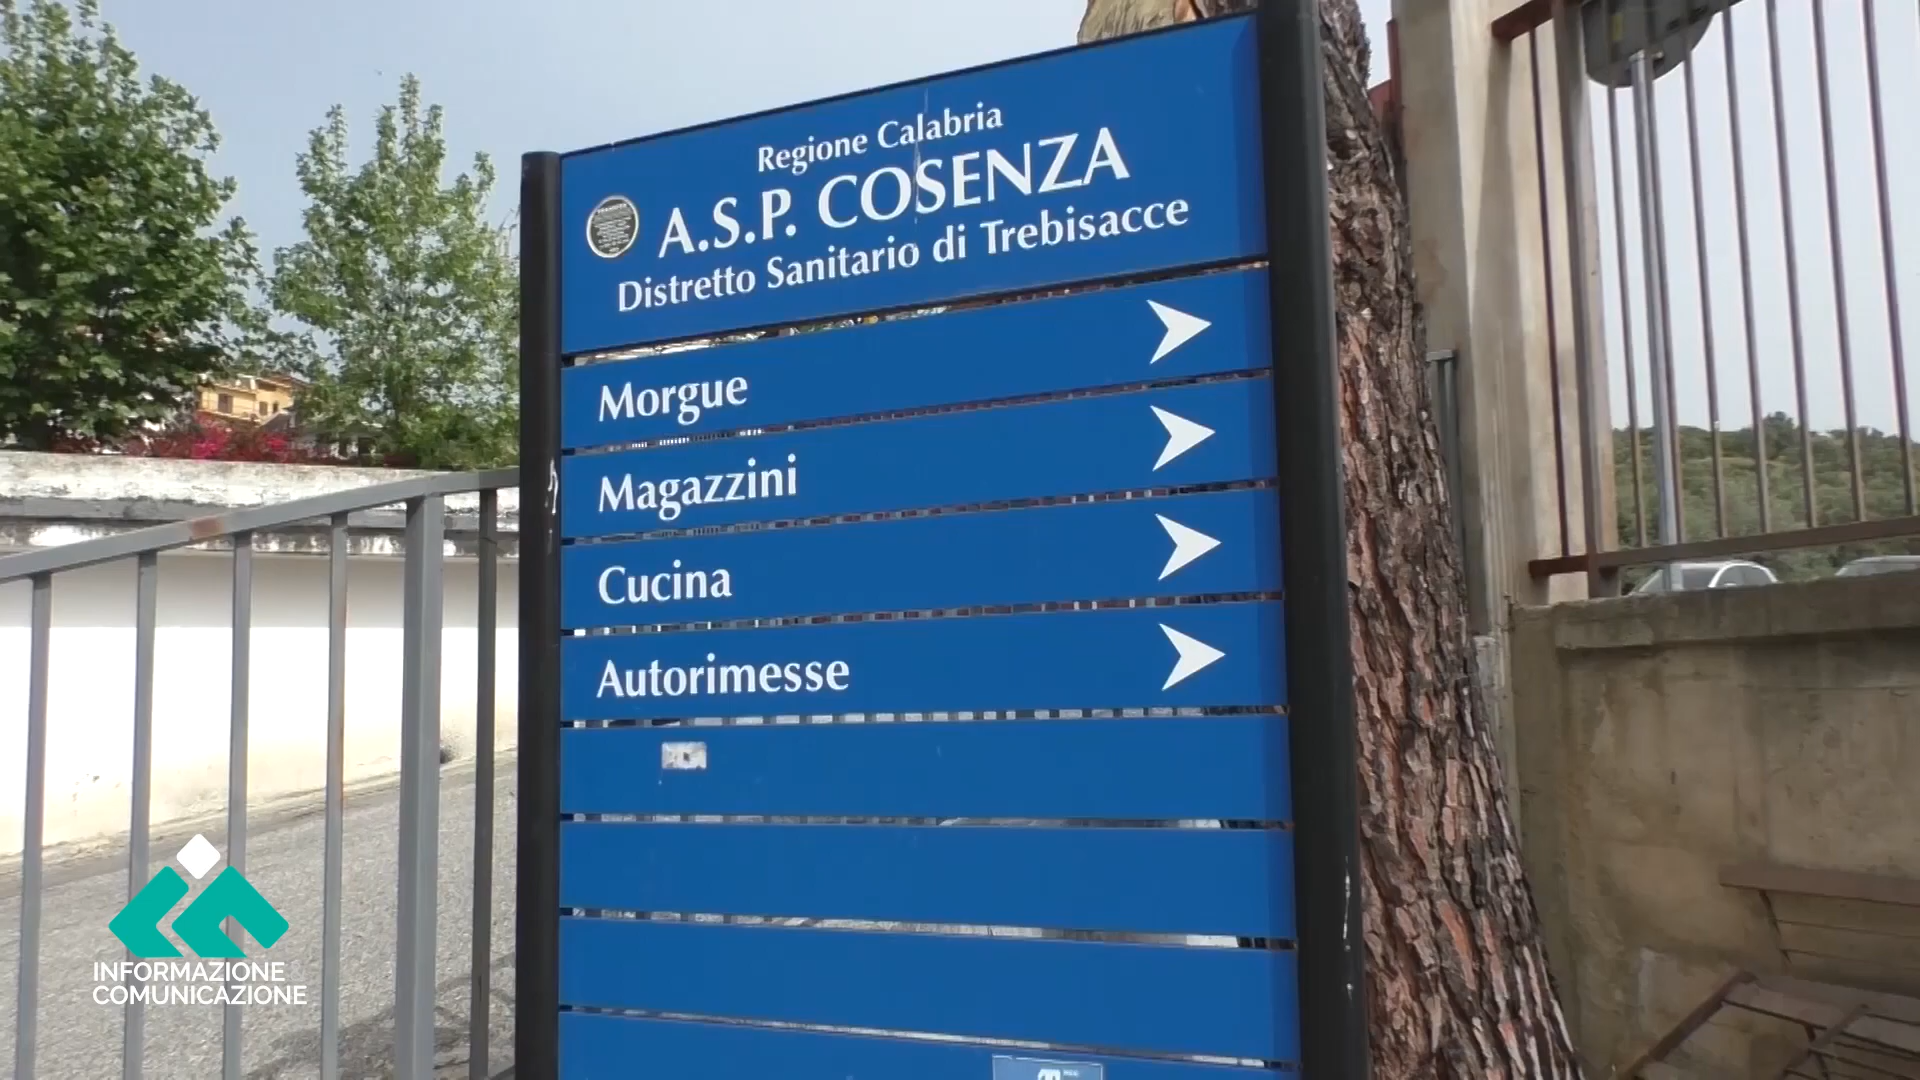 Regione Calabria
A.S.P. COSENZA
Distretto Sanitario di Trebisacce
Morgue
Magazzini
Cucina
Autorimesse
INFORMAZIONE
COMUNICAZIONE